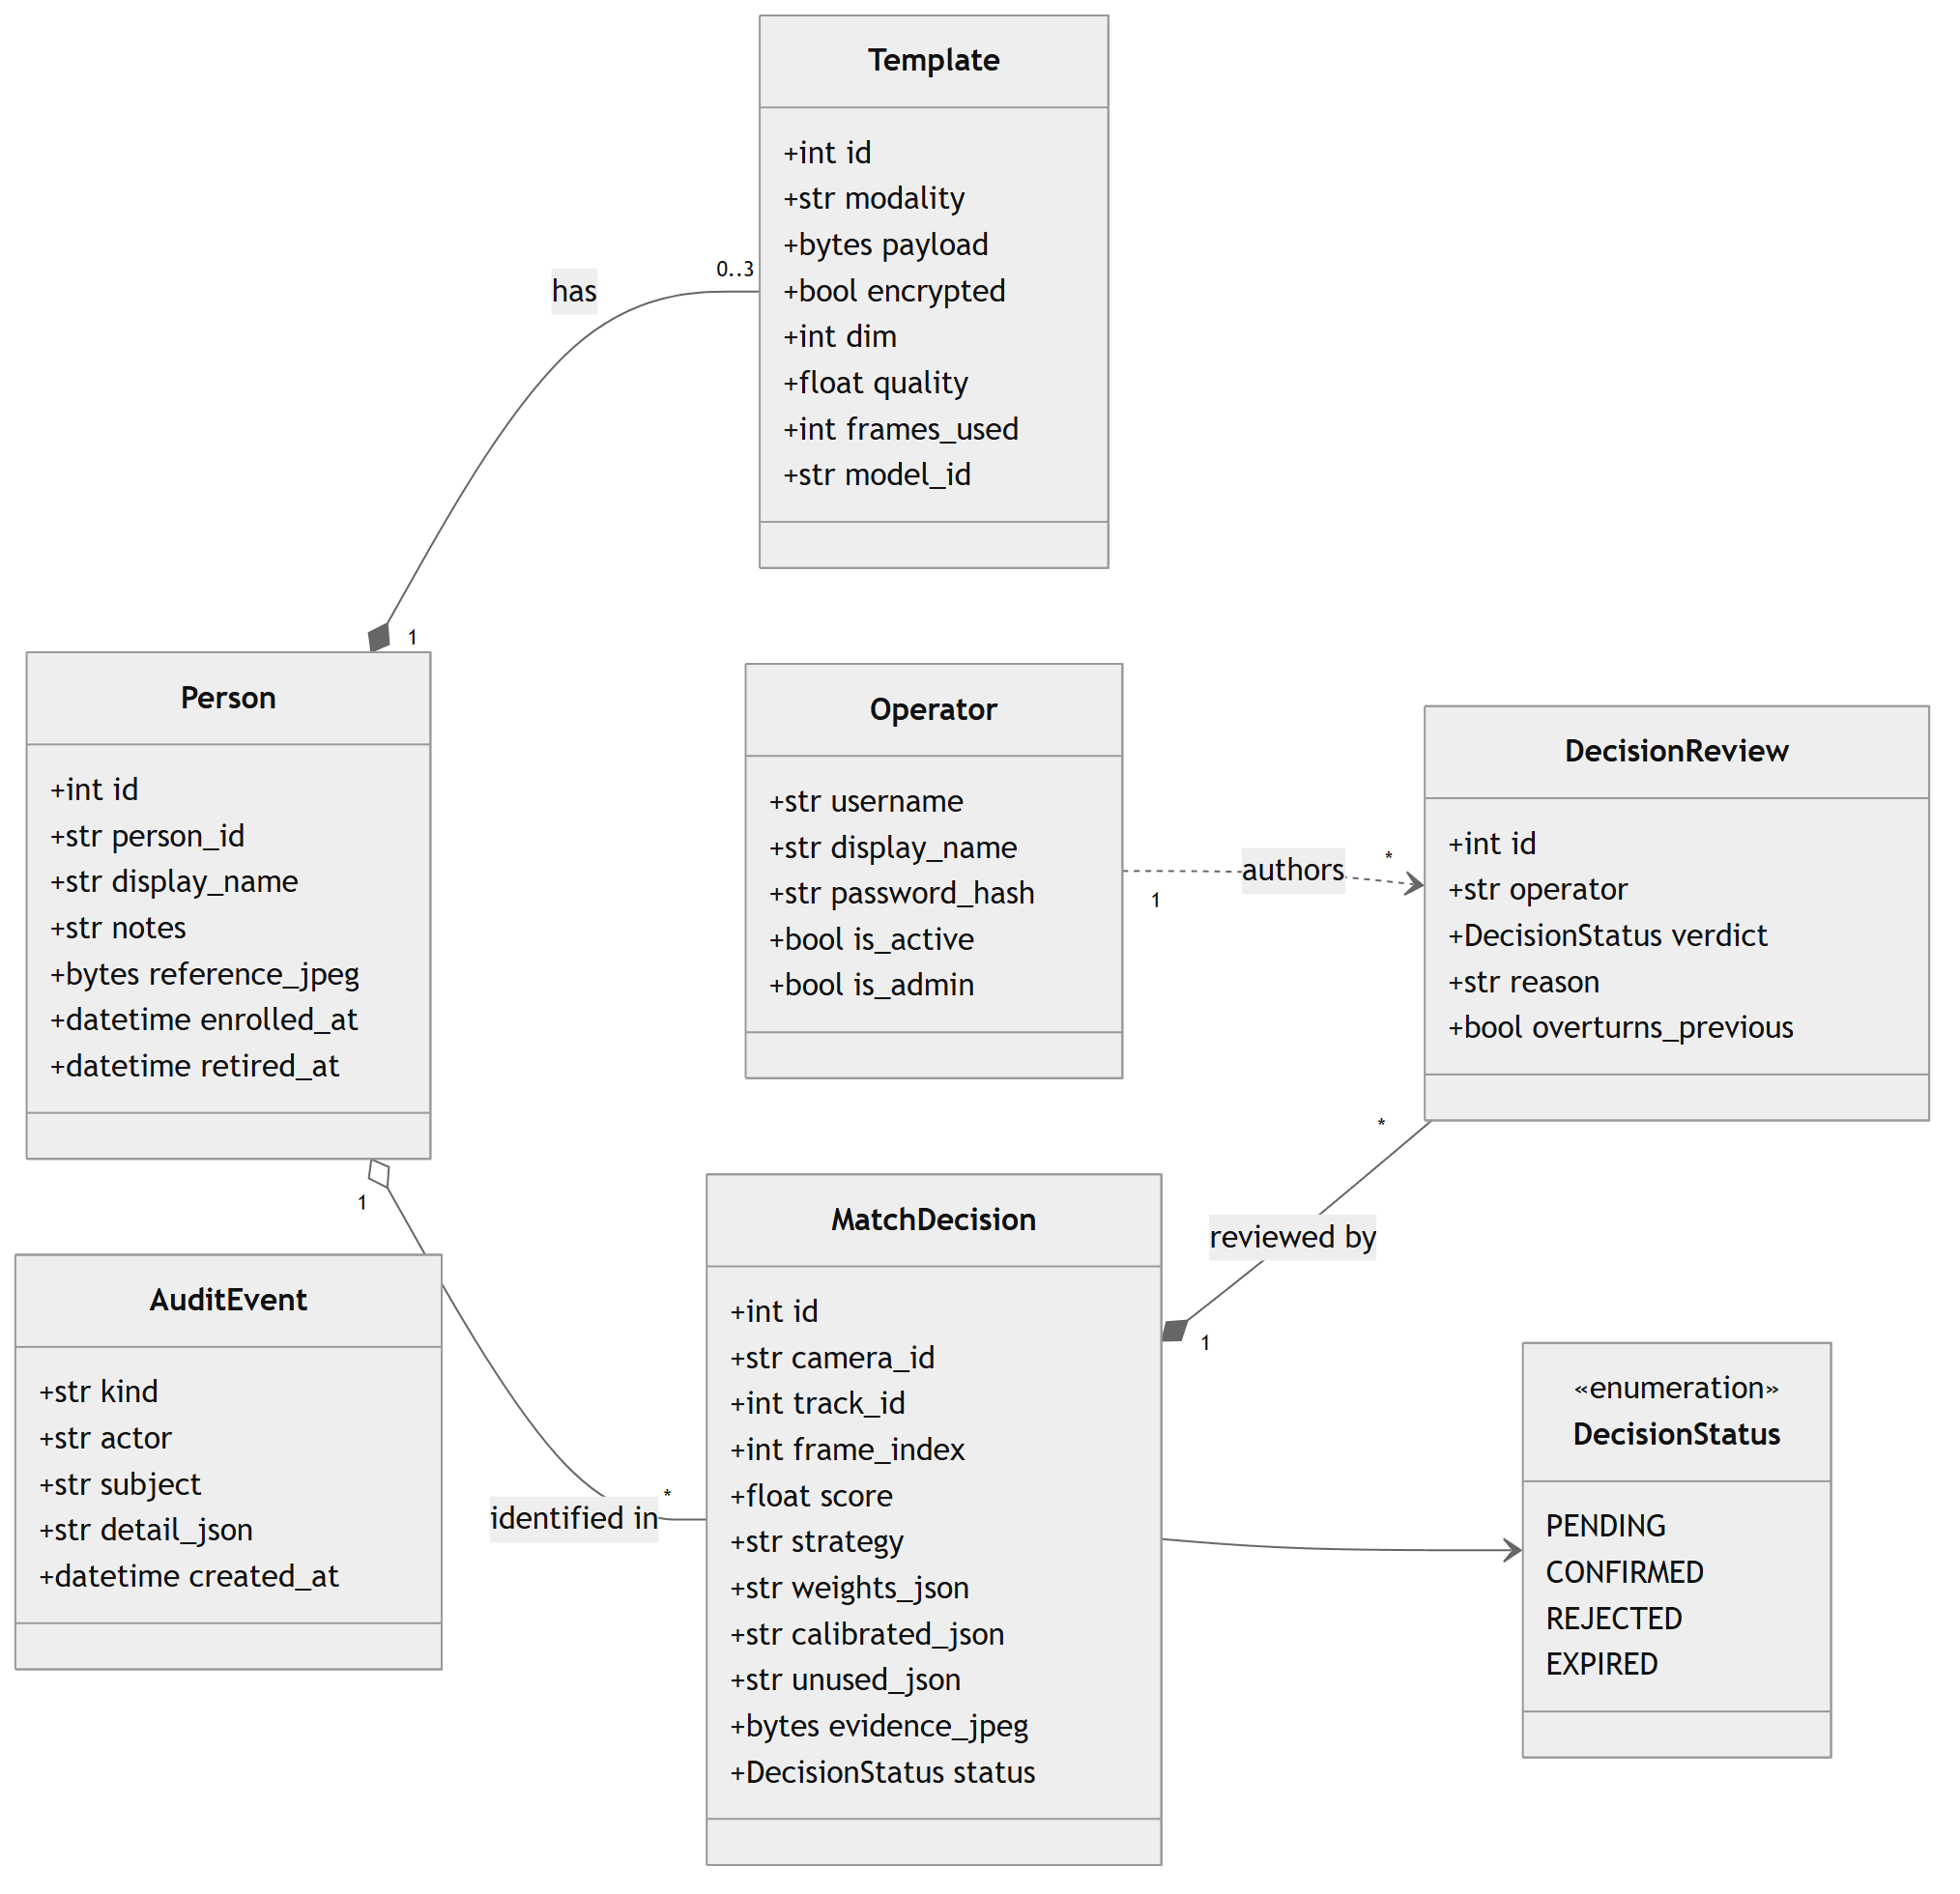 Template
+int id
+str modality
+bytes payload
+bool encrypted
+int dim
+float quality
+int frames_used
+str model_id
has
0..3
1
Person
+int id
+str person_id
+str display_name
+str notes
+bytes reference_jpeg
+datetime enrolled_at
+datetime retired_at
Operator
+str username
+str display_name
+str password_hash
+bool is_active
+bool is_admin
1
authors
*
DecisionReview
+int id
+str operator
+DecisionStatus verdict
+str reason
+bool overturns_previous
1
AuditEvent
+str kind
+str actor
+str subject
+str detail_json
+datetime created_at
identified in
*
MatchDecision
+int id
+str camera_id
+int track_id
+int frame_index
+float score
+str strategy
+str weights_json
+str calibrated_json
+str unused_json
+bytes evidence_jpeg
+DecisionStatus status
*
reviewed by
1
«enumeration»
DecisionStatus
PENDING
CONFIRMED
REJECTED
EXPIRED